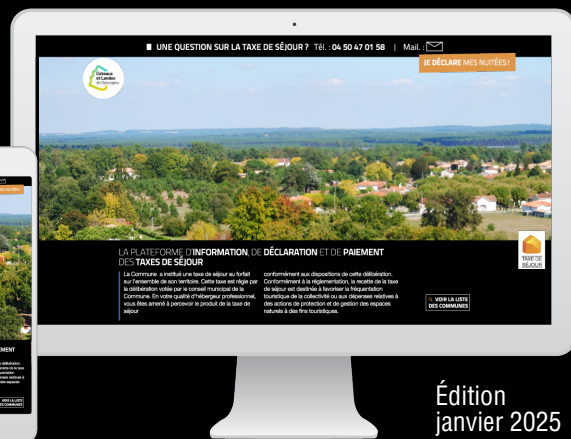 UNE QUESTION SUR LA TAXE DE SÉJOUR ? Tél. : 04 50 47 01 58 | Mail. :
JE DÉCLARE MES NUITÉES !
Coteaux
et Landes
de Gascogne
LA PLATEFORME D'INFORMATION, DE DÉCLARATION ET DE PAIEMENT
DES TAXES DE SÉJOUR
La Commune a institué une taxe de séjour au forfait
sur l'ensemble de son territoire. Cette taxe est régie par
la délibération votée par le conseil municipal de la
Commune. En votre qualité d'hébergeur professionnel,
vous êtes amené à percevoir le produit de la taxe de
séjour
conformément aux dispositions de cette délibération.
Conformément à la réglementation, la recette de la taxe
de séjour est destinée à favoriser la fréquentation
touristique de la collectivité ou aux dépenses relatives à
des actions de protection et de gestion des espaces
naturels à des fins touristiques.
TAXE DE
SÉJOUR
VOIR LA LISTE
DES COMMUNES
VOIR LA LISTE
DES COMMUNES
Édition
janvier 2025